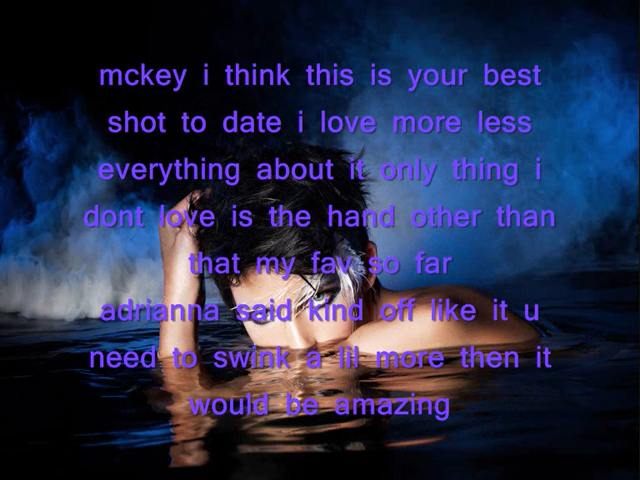 mckey i think this is your best
shot to date i love more less
everything about it only thing i
dont love is the hand other than
that my fav so far
adrianna said kind off like it u
need to swink a lil more then it
would be amazing